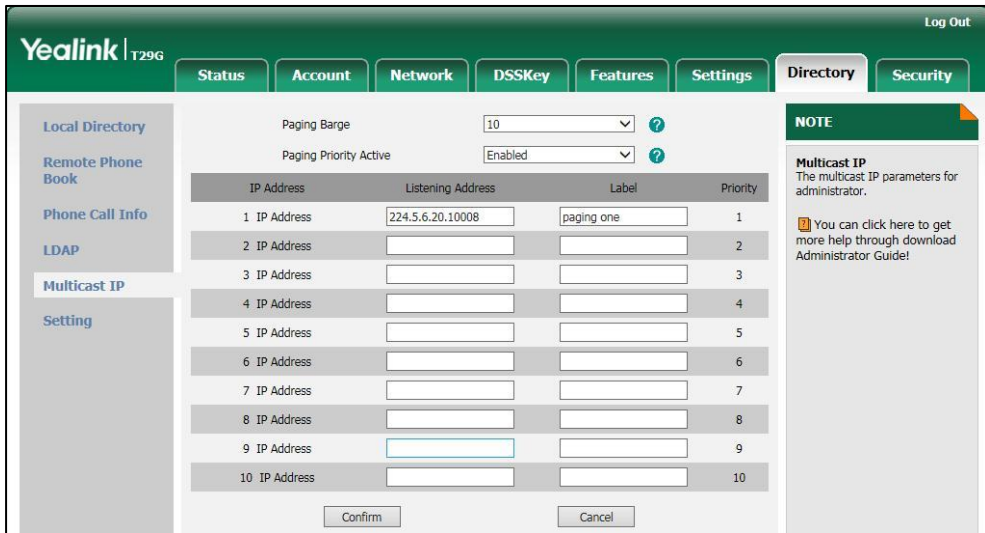 Log Out
Yealink T29G
Status Account Network DSSKey Features Settings Directory Security
Local Directory
Remote Phone
Book
Phone Call Info
LDAP
Multicast IP
Setting
Paging Barge 10
Paging Priority Active Enabled
IP Address Listening Address Label Priority
1 IP Address 224.5.6.20.10008 paging one 1
2 IP Address 2
3 IP Address 3
4 IP Address 4
5 IP Address 5
6 IP Address 6
7 IP Address 7
8 IP Address 8
9 IP Address 9
10 IP Address 10
Confirm Cancel
NOTE
Multicast IP
The multicast IP parameters for
administrator.
You can click here to get
more help through download
Administrator Guide!